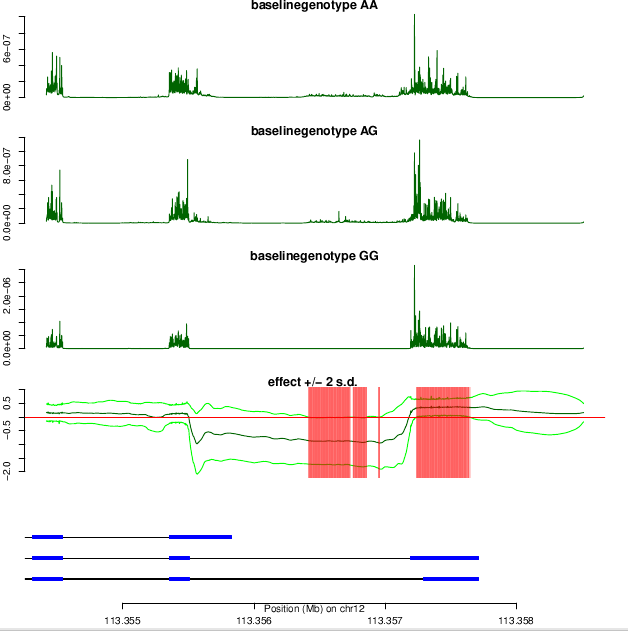 baselinegenotype AA
6e−07
0e+00
baselinegenotype AG
8.0e−07
0.0e+00
baselinegenotype GG
2.0e−06
0.0e+00
effect +/− 2 s.d.
0.5
−0.5
−2.0
Position (Mb) on chr12
113.355 113.356 113.357 113.358